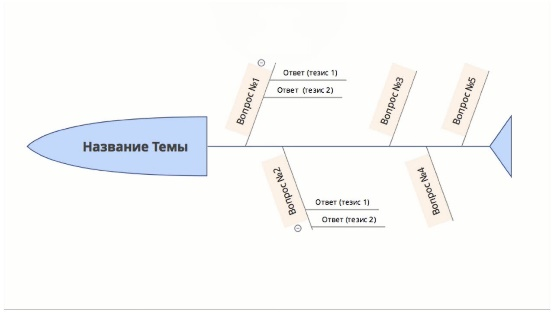 Название Темы
Вопрос №1
Ответ (тезис 1)
Ответ (тезис 2)
Вопрос №2
Ответ (тезис 1)
Ответ (тезис 2)
Вопрос №3
Вопрос №4
Вопрос №5